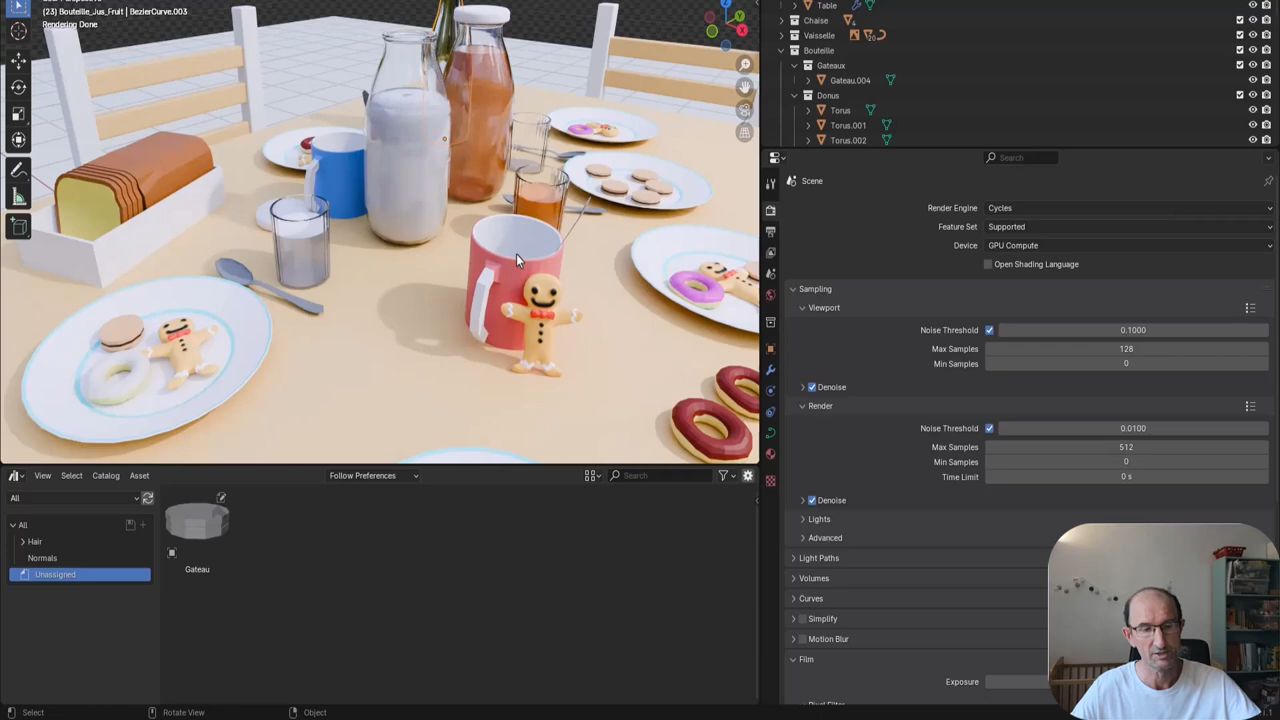 (23) Bouteille_Jus_Fruit | BezierCurve.003
Rendering Done
Table
Chaise
Vaisselle
Bouteille
Gateaux
Gateau.004
Donus
Torus
Torus.001
Torus.002
Search
Scene
Render Engine
Cycles
Feature Set
Supported
Device
GPU Compute
Open Shading Language
Sampling
Viewport
Noise Threshold
0.1000
Max Samples
128
Min Samples
0
Denoise
Render
Noise Threshold
0.0100
Max Samples
512
Min Samples
0
Time Limit
0 s
Denoise
Lights
Advanced
Light Paths
Volumes
Curves
Simplify
Motion Blur
Film
Exposure
View
Select
Catalog
Asset
Follow Preferences
Search
All
All
Hair
Normals
Unassigned
Gateau
Select
Rotate View
Object